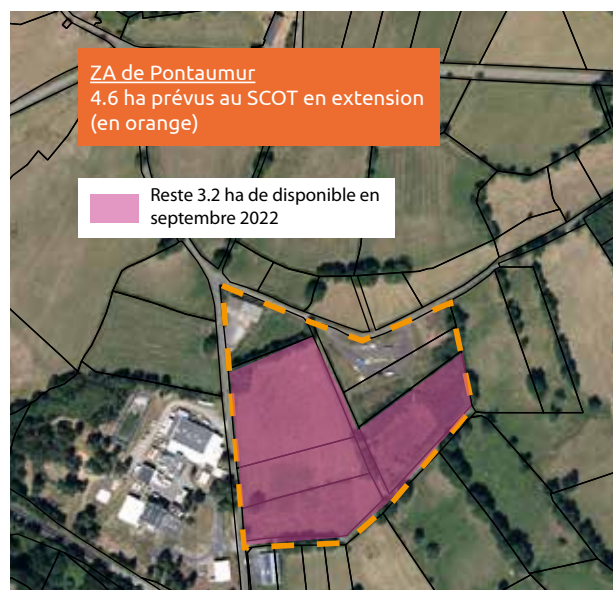 ZA de Pontaumur
4.6 ha prévus au SCOT en extension
(en orange)
Reste 3.2 ha de disponible en
septembre 2022